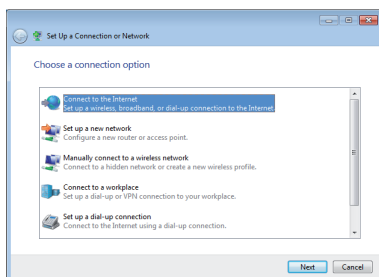 Set Up a Connection or Network
Choose a connection option
Connect to the Internet
Set up a wireless, broadband, or dial-up connection to the Internet.
Set up a new network
Configure a new router or access point.
Manually connect to a wireless network
Connect to a hidden network or create a new wireless profile.
Connect to a workplace
Set up a dial-up or VPN connection to your workplace.
Set up a dial-up connection
Connect to the Internet using a dial-up connection.
Next Cancel